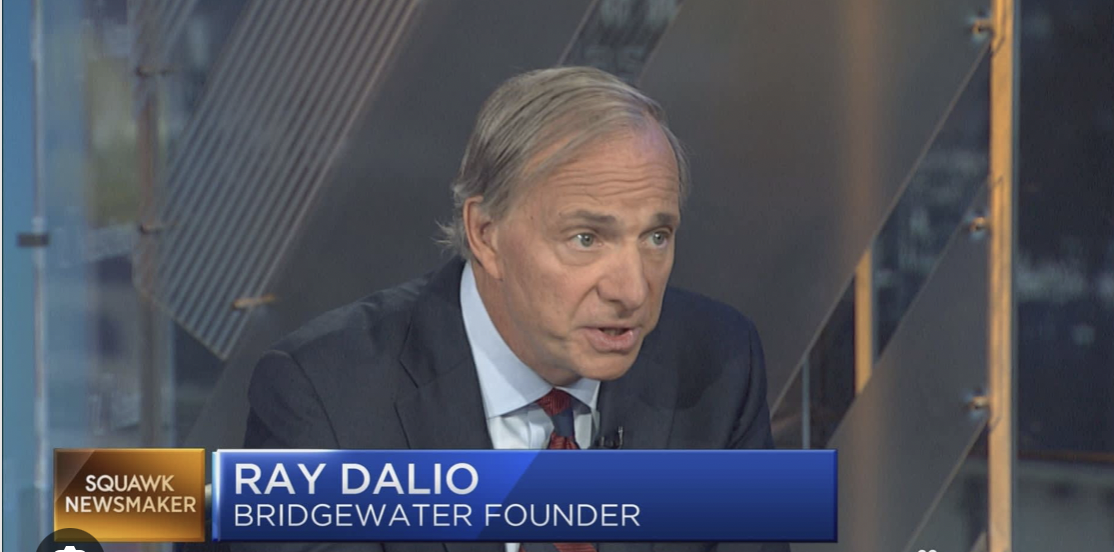 SQUAWK
NEWSMAKER
RAY DALIO
BRIDGEWATER FOUNDER